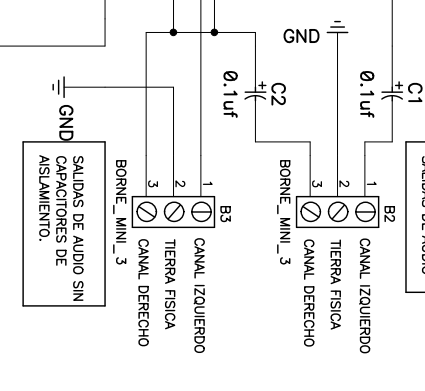 GND
C1
0.1uf
C2
0.1uf
GND
SALIDAS DE AUDIO
B2
1
2
3
BORNE_MINI_3
CANAL IZQUIERDO
TIERRA FISICA
CANAL DERECHO
B3
1
2
3
BORNE_MINI_3
CANAL IZQUIERDO
TIERRA FISICA
CANAL DERECHO
SALIDAS DE AUDIO SIN
CAPACITORES DE
AISLAMIENTO.